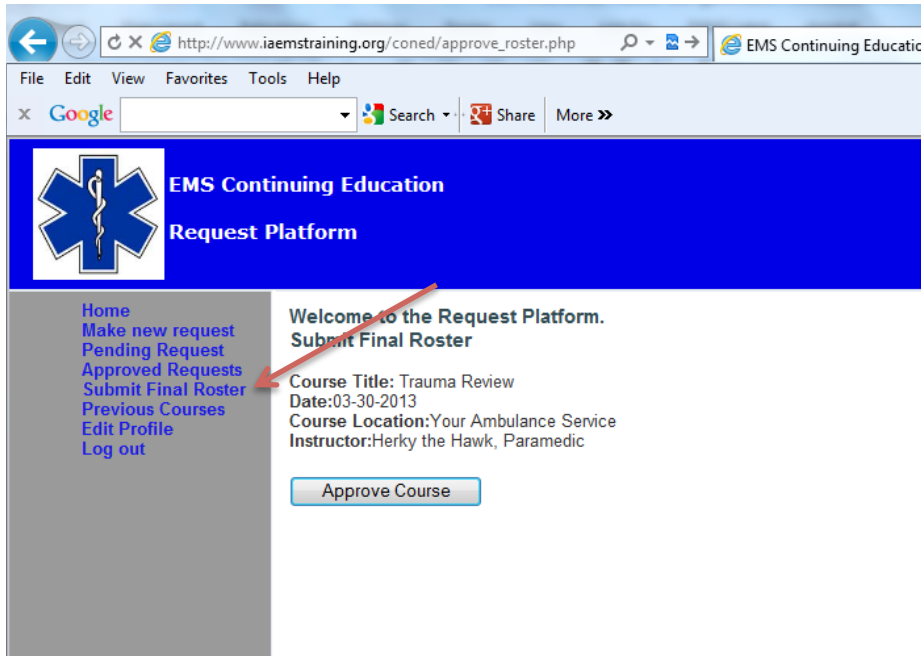 http://www.iaemstraining.org/coned/approve_roster.php
EMS Continuing Educatio
File Edit View Favorites Tools Help
x Google Search Share More »
EMS Continuing Education
Request Platform
Home
Make new request
Pending Request
Approved Requests
Submit Final Roster
Previous Courses
Edit Profile
Log out
Welcome to the Request Platform.
Submit Final Roster
Course Title: Trauma Review
Date:03-30-2013
Course Location:Your Ambulance Service
Instructor:Herky the Hawk, Paramedic
Approve Course